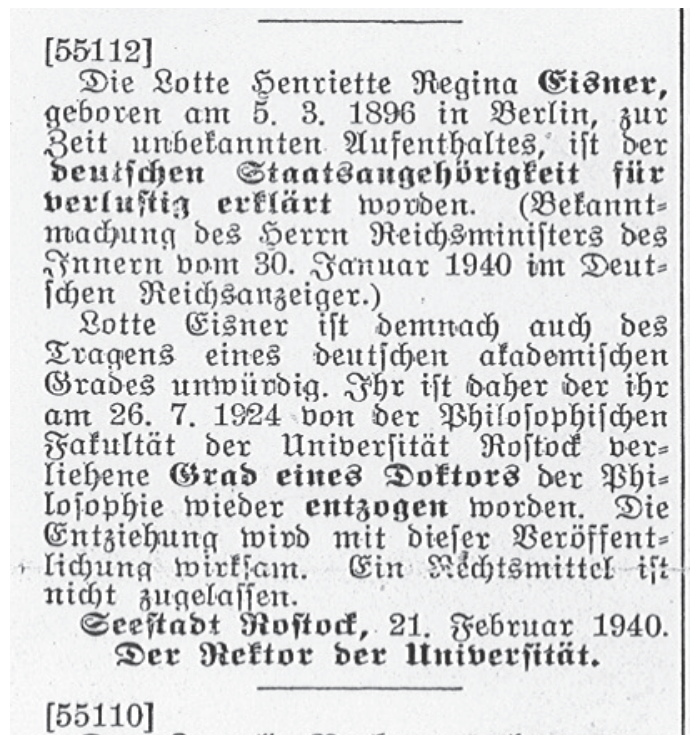 [55112]
Die Lotte Henriette Regina Eisner,
geboren am 5. 3. 1896 in Berlin, zur
Zeit unbekannten Aufenthaltes, ist der
deutschen Staatsangehörigkeit für
verlustig erklärt worden. (Bekannt-
machung des Herrn Reichsministers des
Innern vom 30. Januar 1940 im Deut-
schen Reichsanzeiger.)
Lotte Eisner ist demnach auch des
Tragens eines deutschen akademischen
Grades unwürdig. Ihr ist daher der ihr
am 26. 7. 1924 von der Philosophischen
Fakultät der Universität Rostock ver-
liehene Grad eines Doktors der Phi-
losophie wieder entzogen worden. Die
Entziehung wird mit dieser Veröffent-
lichung wirksam. Ein Rechtsmittel ist
nicht zugelassen.
Seestadt Rostock, 21. Februar 1940.
Der Rektor der Universität.
[55110]